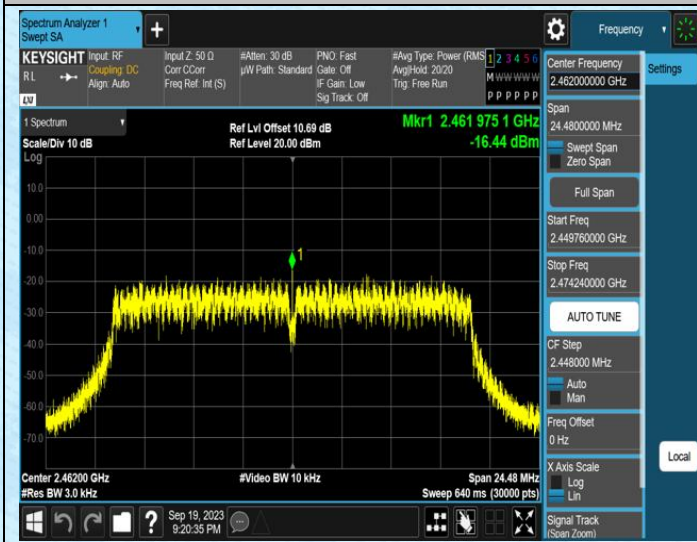 Spectrum Analyzer 1
Swept SA
+
Frequency
KEYSIGHT
RL
LXI
Input: RF
Coupling: DC
Align: Auto
Input Z: 50 Ω
Corr CCorr
Freq Ref: Int (S)
#Atten: 30 dB
µW Path: Standard
PNO: Fast
Gate: Off
IF Gain: Low
Sig Track: Off
#Avg Type: Power (RMS
Avg|Hold: 20/20
Trig: Free Run
1 2 3 4 5 6
M W W W W W
P P P P P P
Center Frequency
2.462000000 GHz
Settings
Span
24.4800000 MHz
Swept Span
Zero Span
Full Span
Start Freq
2.449760000 GHz
Stop Freq
2.474240000 GHz
AUTO TUNE
CF Step
2.448000 MHz
Auto
Man
Freq Offset
0 Hz
X Axis Scale
Log
Lin
Signal Track
(Span Zoom)
Local
1 Spectrum
Scale/Div 10 dB
Log
Ref Lvl Offset 10.69 dB
Ref Level 20.00 dBm
Mkr1 2.461 975 1 GHz
-16.44 dBm
10.0
0.00
-10.0
-20.0
-30.0
-40.0
-50.0
-60.0
-70.0
1
Center 2.46200 GHz
#Res BW 3.0 kHz
#Video BW 10 kHz
Span 24.48 MHz
Sweep 640 ms (30000 pts)
?
Sep 19, 2023
9:20:35 PM